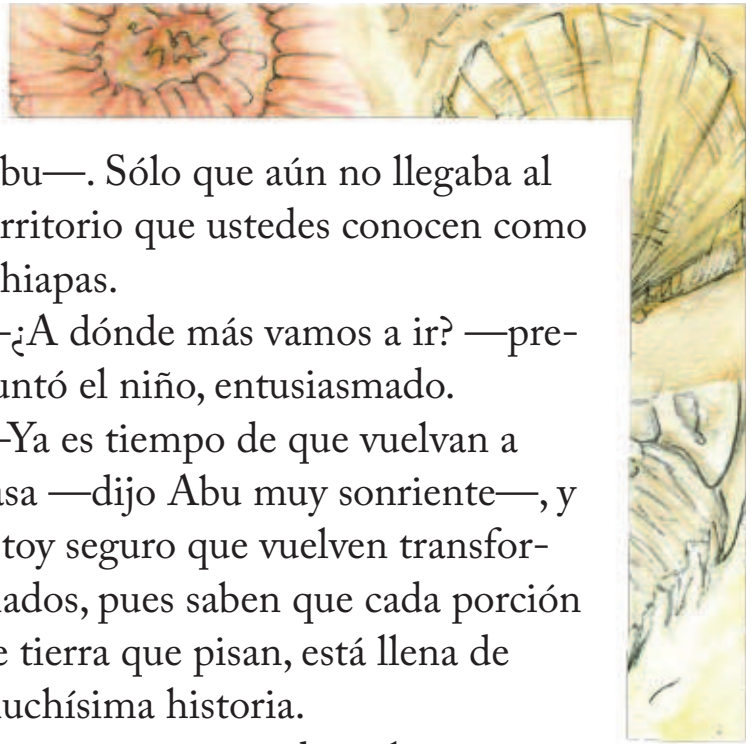 bu—. Sólo que aún no llegaba al
rritorio que ustedes conocen como
hiapas.
—¿A dónde más vamos a ir? —pre-
untó el niño, entusiasmado.
—Ya es tiempo de que vuelvan a
asa —dijo Abu muy sonriente—, y
toy seguro que vuelven transfor-
ados, pues saben que cada porción
e tierra que pisan, está llena de
uchísima historia.